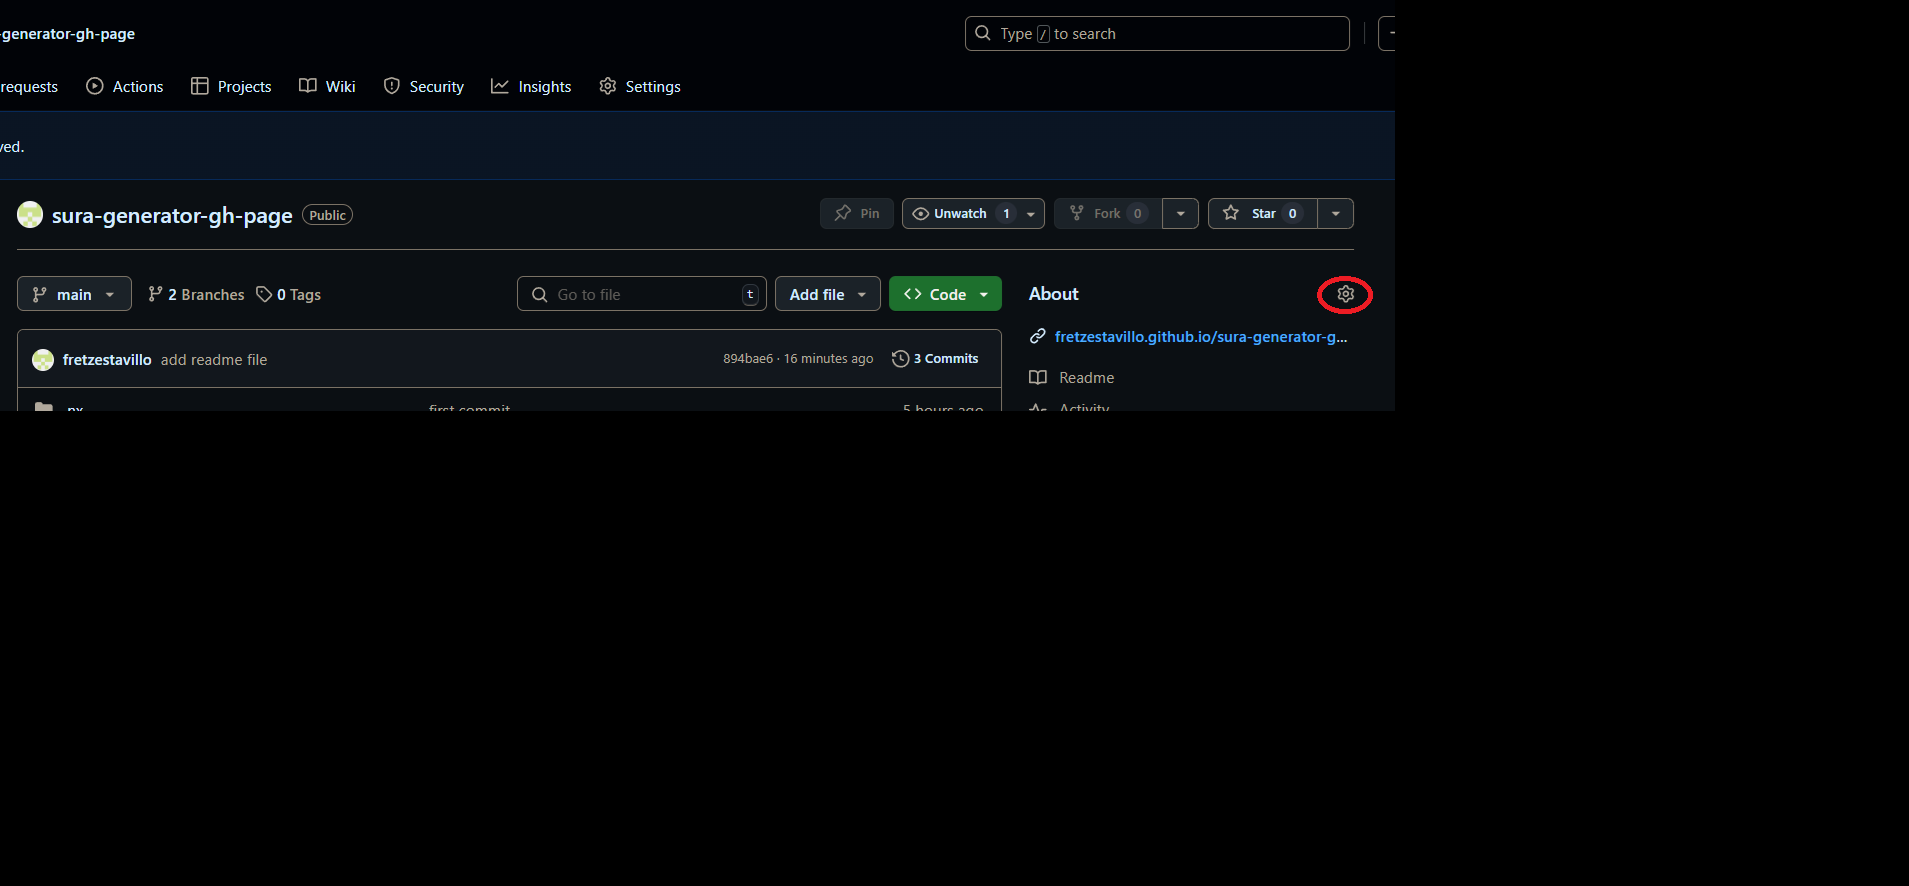 -generator-gh-page
Type / to search
requests Actions Projects Wiki Security Insights Settings
ved.
sura-generator-gh-page Public
Pin Unwatch 1 Fork 0 Star 0
main 2 Branches 0 Tags
Go to file t Add file Code
About
fretzestavillo.github.io/sura-generator-g...
fretzestavillo add readme file 894bae6 · 16 minutes ago 3 Commits
Readme
.nx first commit 5 hours ago
Activity